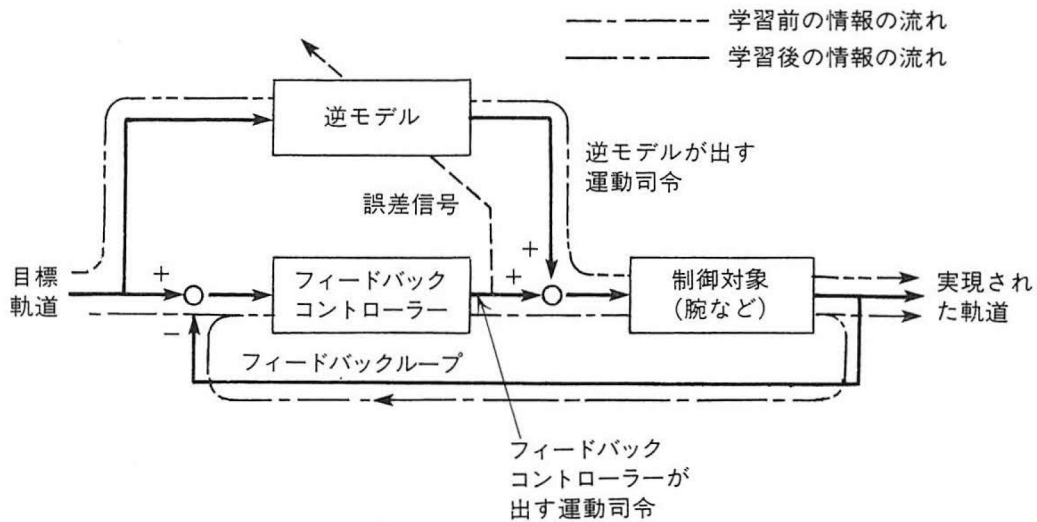 学習前の情報の流れ
学習後の情報の流れ
逆モデル
逆モデルが出す
運動司令
誤差信号
目標
軌道
+
−
フィードバック
コントローラー
+
+
制御対象
(腕など)
実現され
た軌道
フィードバックループ
フィードバック
コントローラーが
出す運動司令